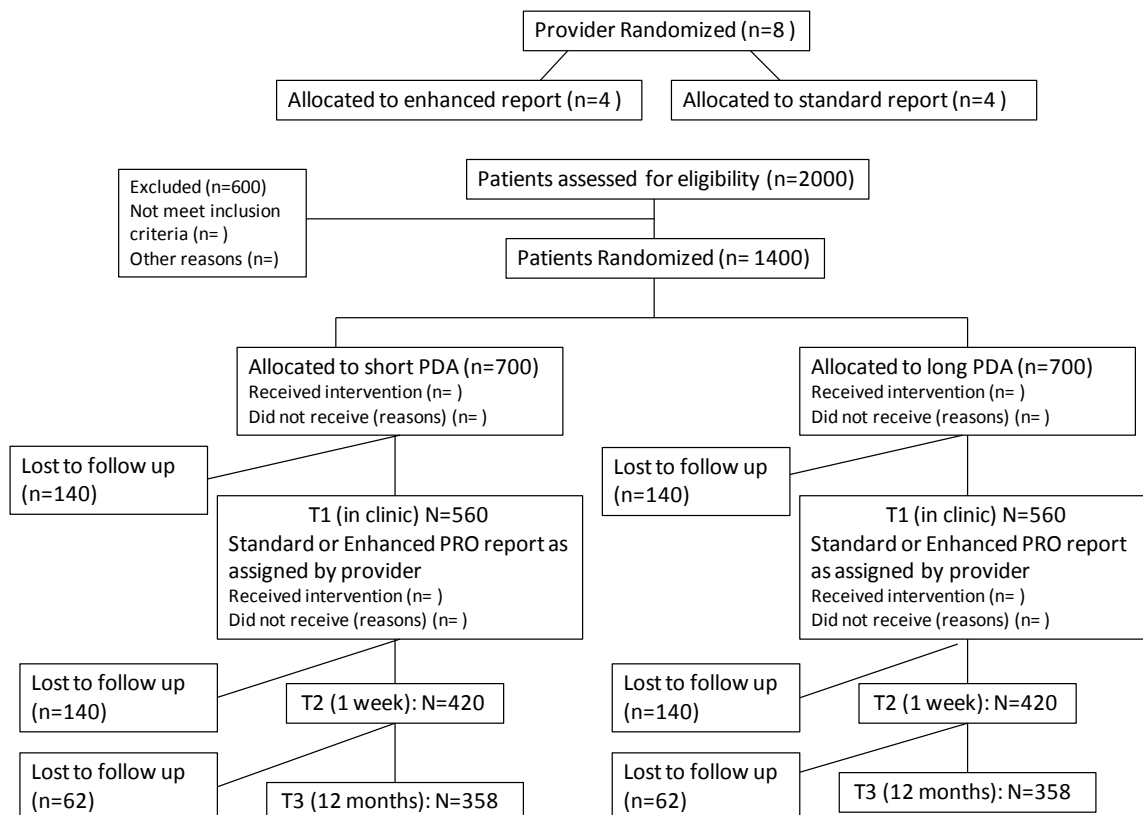 Provider Randomized (n=8 )
Allocated to enhanced report (n=4 )
Allocated to standard report (n=4 )
Patients assessed for eligibility (n=2000)
Excluded (n=600)
Not meet inclusion
criteria (n= )
Other reasons (n=)
Patients Randomized (n= 1400)
Allocated to short PDA (n=700)
Received intervention (n= )
Did not receive (reasons) (n= )
Allocated to long PDA (n=700)
Received intervention (n= )
Did not receive (reasons) (n= )
Lost to follow up
(n=140)
Lost to follow up
(n=140)
T1 (in clinic) N=560
Standard or Enhanced PRO report as
assigned by provider
Received intervention (n= )
Did not receive (reasons) (n= )
T1 (in clinic) N=560
Standard or Enhanced PRO report
as assigned by provider
Received intervention (n= )
Did not receive (reasons) (n= )
Lost to follow up
(n=140)
T2 (1 week): N=420
Lost to follow up
(n=140)
T2 (1 week): N=420
Lost to follow up
(n=62)
T3 (12 months): N=358
Lost to follow up
(n=62)
T3 (12 months): N=358